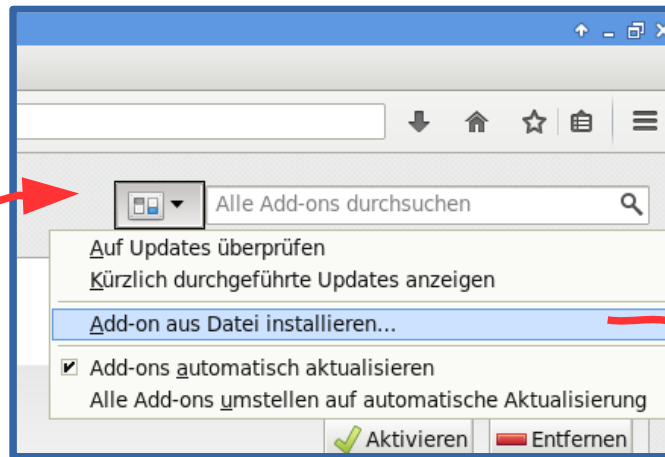 Alle Add-ons durchsuchen
Auf Updates überprüfen
Kürzlich durchgeführte Updates anzeigen
Add-on aus Datei installieren...
Add-ons automatisch aktualisieren
Alle Add-ons umstellen auf automatische Aktualisierung
Aktivieren Entfernen